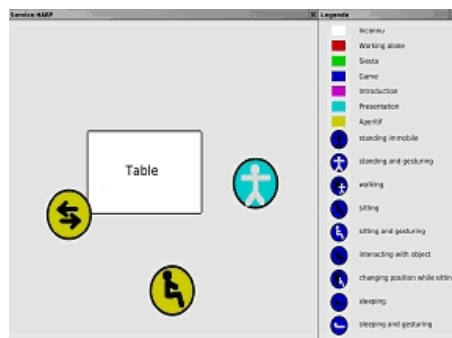 Service HARP
X
Legende
Inconnu
Working alone
Siesta
Game
Introduction
Presentation
Aperitif
standing immobile
standing and gesturing
walking
sitting
sitting and gesturing
interacting with object
changing position while sittin
sleeping
sleeping and gesturing
Table